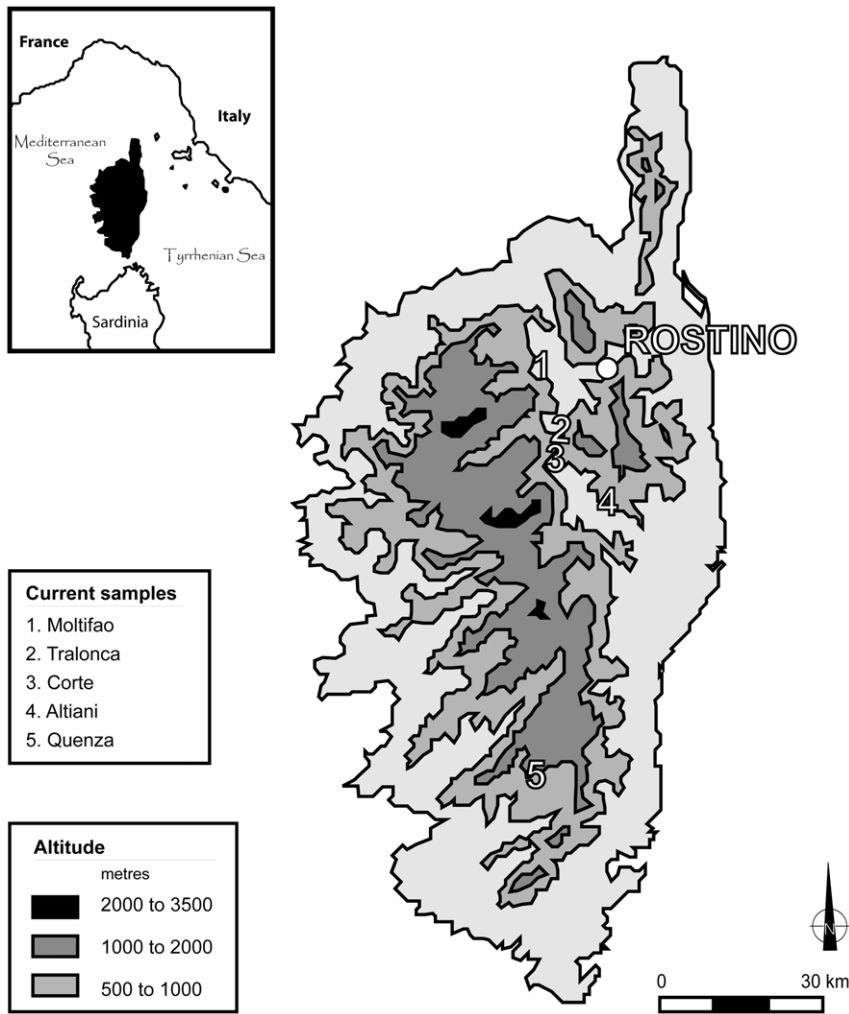 France
Italy
Mediterranean
Sea
Tyrrhenian Sea
Sardinia
ROSTINO
1
2
3
4
5
Current samples
1. Moltifao
2. Tralonca
3. Corte
4. Altiani
5. Quenza
Altitude
metres
2000 to 3500
1000 to 2000
500 to 1000
N
0 30 km